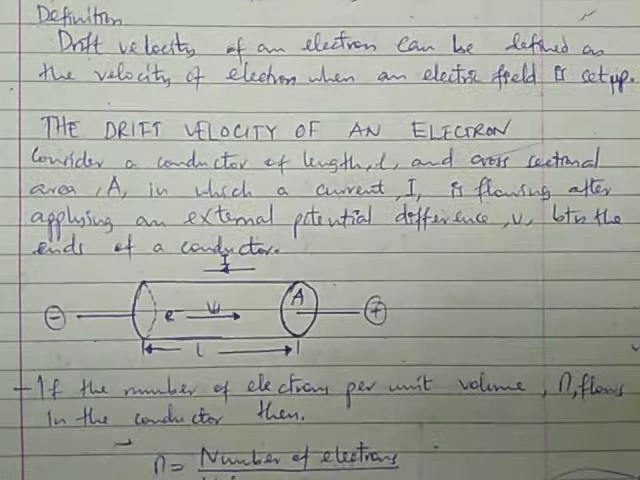 Definition
Drift velocity of an electron can be defined as
the velocity of electron when an electric field is set up.
THE DRIFT VELOCITY OF AN ELECTRON
Consider a conductor of length, l, and cross sectional
area, A, in which a current, I, is flowing after
applying an external potential difference, v, btn the
ends of a conductor.
I
A
e
l
- If the number of electrons per unit volume, n, flows
in the conductor then.
n = Number of electrons